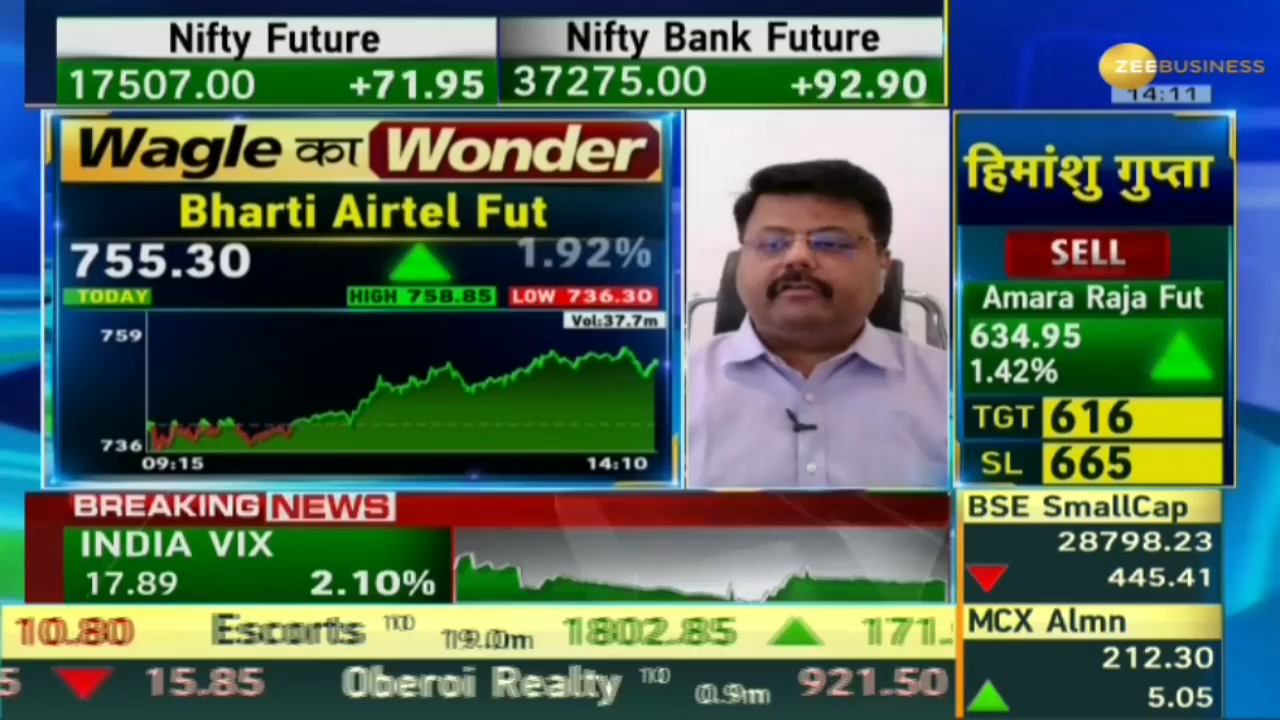 Nifty Future
17507.00 +71.95
Nifty Bank Future
37275.00 +92.90
ZEEBUSINESS
14:11
Wagle का Wonder
Bharti Airtel Fut
755.30 1.92%
TODAY HIGH 758.85 LOW 736.30
Vol:37.7m
759
736
09:15 14:10
हिमांशु गुप्ता
SELL
Amara Raja Fut
634.95
1.42%
TGT 616
SL 665
BREAKING NEWS
INDIA VIX
17.89 2.10%
BSE SmallCap
28798.23
445.41
MCX Almn
212.30
5.05
10.80 Escorts 1802.85 171.
5 15.85 Oberoi Realty 0.9m 921.50